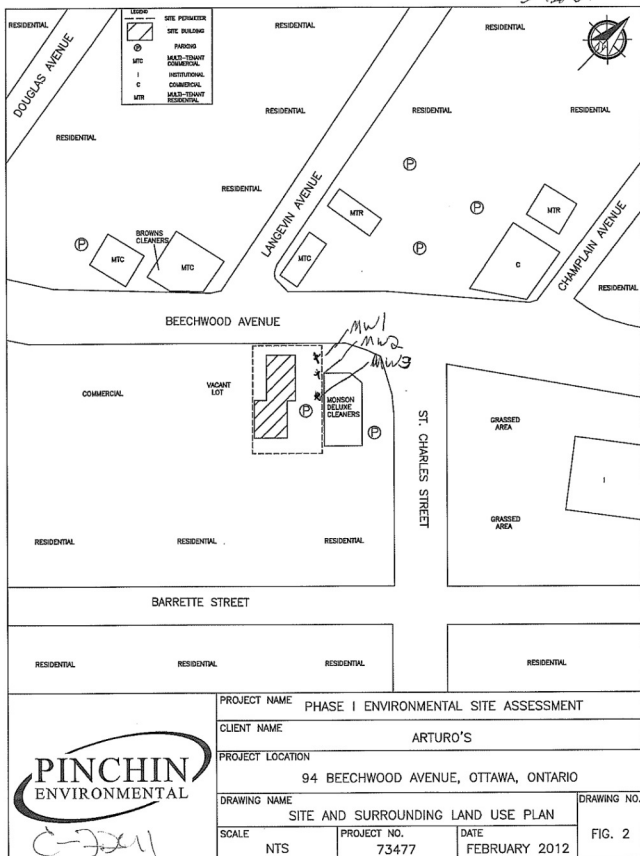 RESIDENTIAL
DOUGLAS AVENUE
LEGEND
SITE PERIMETER
SITE BUILDING
P PARKING
MTC MULTI-TENANT COMMERCIAL
I INSTITUTIONAL
C COMMERCIAL
MTR MULTI-TENANT RESIDENTIAL
RESIDENTIAL
RESIDENTIAL
RESIDENTIAL
RESIDENTIAL
RESIDENTIAL
RESIDENTIAL
RESIDENTIAL
LANGEVIN AVENUE
P
P
P
P
MTR
MTR
CHAMPLAIN AVENUE
BROWNS CLEANERS
MTC
MTC
MTC
C
RESIDENTIAL
BEECHWOOD AVENUE
MW1
MW2
MW3
COMMERCIAL
VACANT LOT
P
MONSON DELUXE CLEANERS
P
ST. CHARLES STREET
GRASSED AREA
I
GRASSED AREA
RESIDENTIAL
RESIDENTIAL
RESIDENTIAL
BARRETTE STREET
RESIDENTIAL
RESIDENTIAL
RESIDENTIAL
RESIDENTIAL
PINCHIN
ENVIRONMENTAL
PROJECT NAME PHASE I ENVIRONMENTAL SITE ASSESSMENT
CLIENT NAME
ARTURO'S
PROJECT LOCATION
94 BEECHWOOD AVENUE, OTTAWA, ONTARIO
DRAWING NAME
SITE AND SURROUNDING LAND USE PLAN
DRAWING NO.
FIG. 2
SCALE
NTS
PROJECT NO.
73477
DATE
FEBRUARY 2012